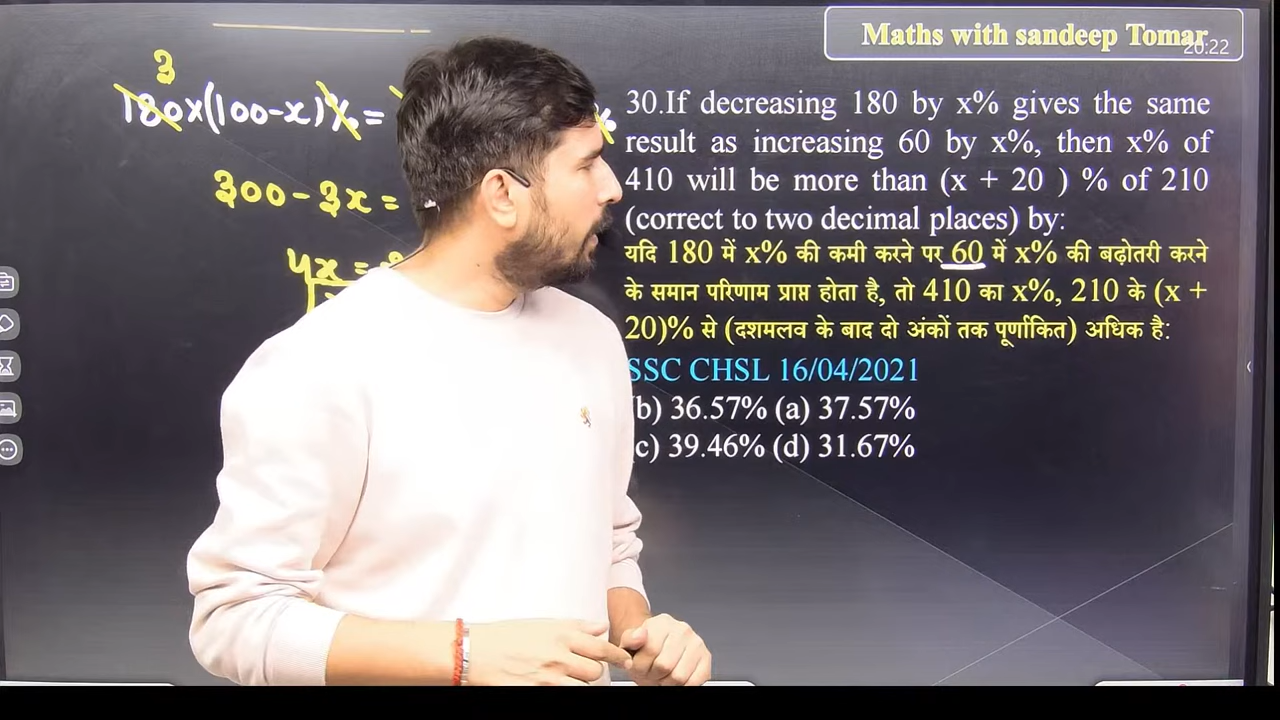 Maths with sandeep Tomar
20:22
3
180x(100-x)% =
300-3x =
4x =
30.If decreasing 180 by x% gives the same
result as increasing 60 by x%, then x% of
410 will be more than (x + 20 ) % of 210
(correct to two decimal places) by:
यदि 180 में x% की कमी करने पर 60 में x% की बढ़ोतरी करने
के समान परिणाम प्राप्त होता है, तो 410 का x%, 210 के (x +
20)% से (दशमलव के बाद दो अंकों तक पूर्णाकित) अधिक है:
SSC CHSL 16/04/2021
b) 36.57% (a) 37.57%
c) 39.46% (d) 31.67%